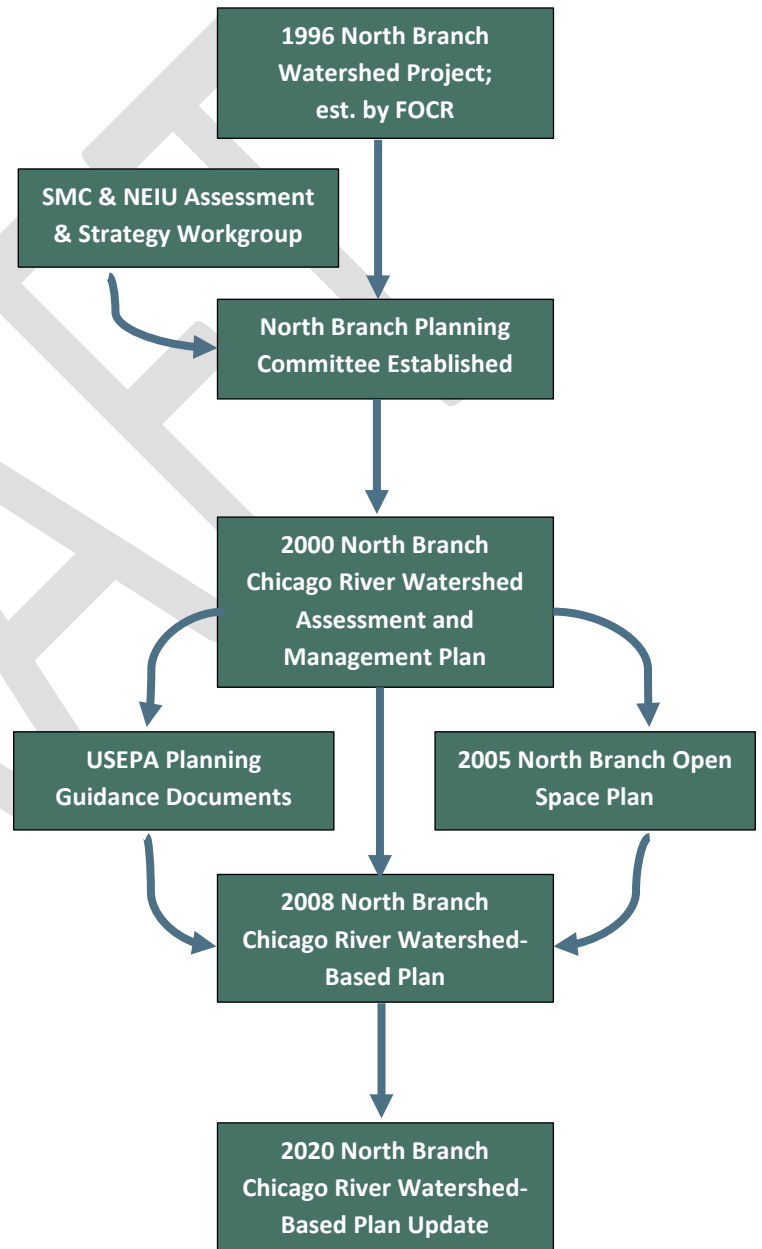 1996 North Branch
Watershed Project;
est. by FOCR
SMC & NEIU Assessment
& Strategy Workgroup
North Branch Planning
Committee Established
2000 North Branch
Chicago River Watershed
Assessment and
Management Plan
USEPA Planning
Guidance Documents
2005 North Branch Open
Space Plan
2008 North Branch
Chicago River Watershed-
Based Plan
2020 North Branch
Chicago River Watershed-
Based Plan Update